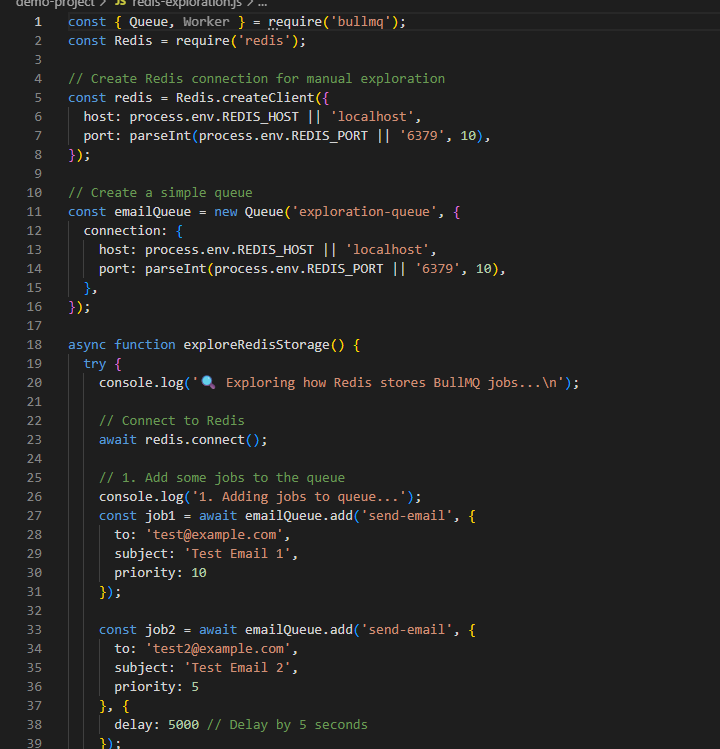 demo-project > JS redis-exploration.js > ...
1 const { Queue, Worker } = require('bullmq');
2 const Redis = require('redis');
3
4 // Create Redis connection for manual exploration
5 const redis = Redis.createClient({
6   host: process.env.REDIS_HOST || 'localhost',
7   port: parseInt(process.env.REDIS_PORT || '6379', 10),
8 });
9
10 // Create a simple queue
11 const emailQueue = new Queue('exploration-queue', {
12   connection: {
13     host: process.env.REDIS_HOST || 'localhost',
14     port: parseInt(process.env.REDIS_PORT || '6379', 10),
15   },
16 });
17
18 async function exploreRedisStorage() {
19   try {
20     console.log('🔍 Exploring how Redis stores BullMQ jobs...\n');
21
22     // Connect to Redis
23     await redis.connect();
24
25     // 1. Add some jobs to the queue
26     console.log('1. Adding jobs to queue...');
27     const job1 = await emailQueue.add('send-email', {
28       to: 'test@example.com',
29       subject: 'Test Email 1',
30       priority: 10
31     });
32
33     const job2 = await emailQueue.add('send-email', {
34       to: 'test2@example.com',
35       subject: 'Test Email 2',
36       priority: 5
37     }, {
38       delay: 5000 // Delay by 5 seconds
39     });